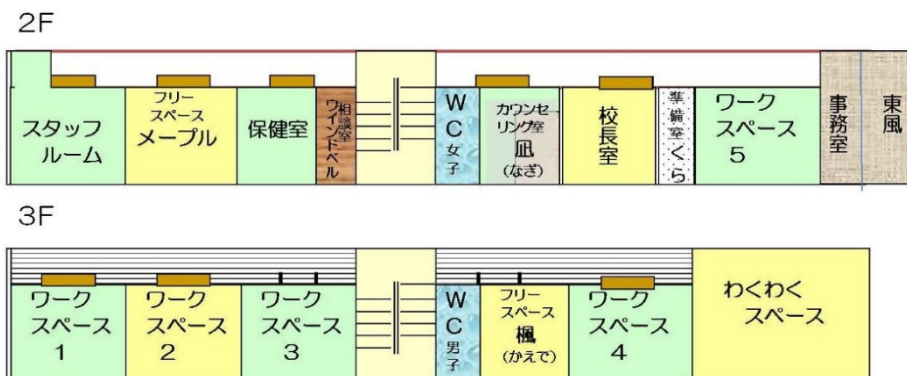 2F
スタッフ
ルーム
フリー
スペース
メープル
保健室
相談室
ウインドベル
WC女子
カウンセ
リング室
凪
(なぎ)
校長室
準備室くら
ワーク
スペース
5
事務室
東風
3F
ワーク
スペース
1
ワーク
スペース
2
ワーク
スペース
3
WC男子
フリー
スペース
楓
(かえで)
ワーク
スペース
4
わくわく
スペース